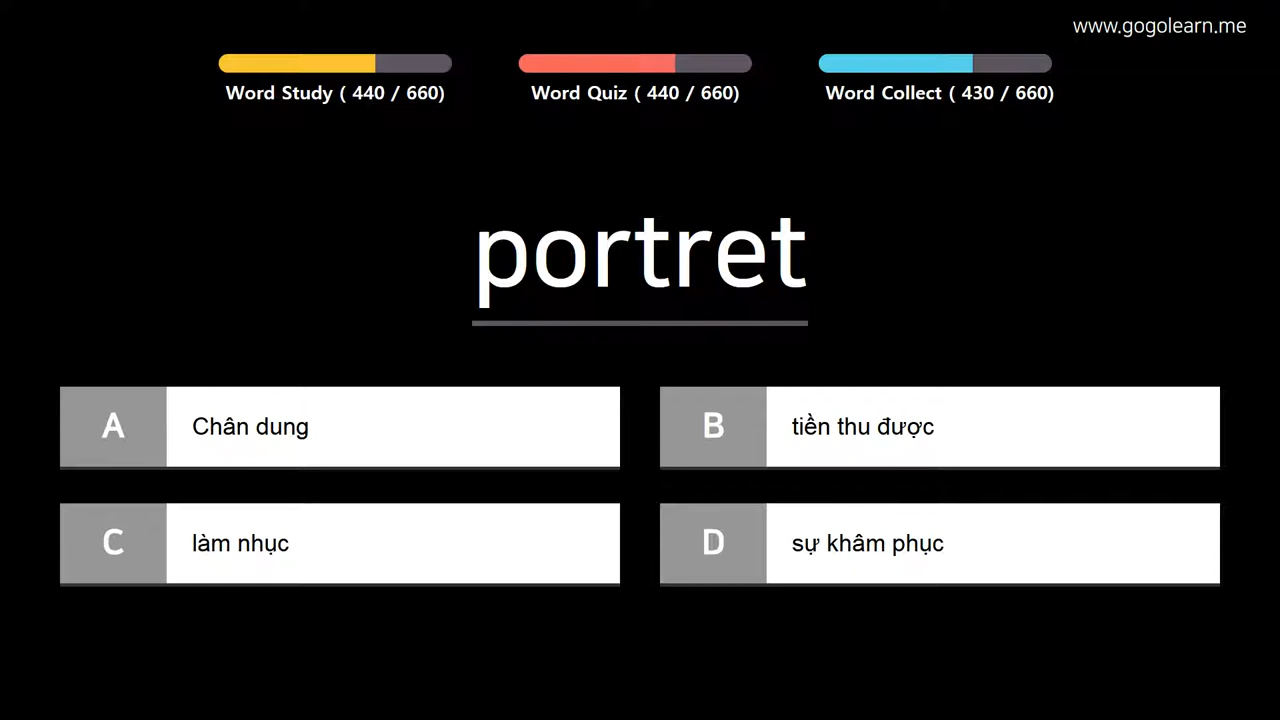 www.gogolearn.me
Word Study ( 440 / 660)
Word Quiz ( 440 / 660)
Word Collect ( 430 / 660)
portret
A
Chân dung
B
tiền thu được
C
làm nhục
D
sự khâm phục